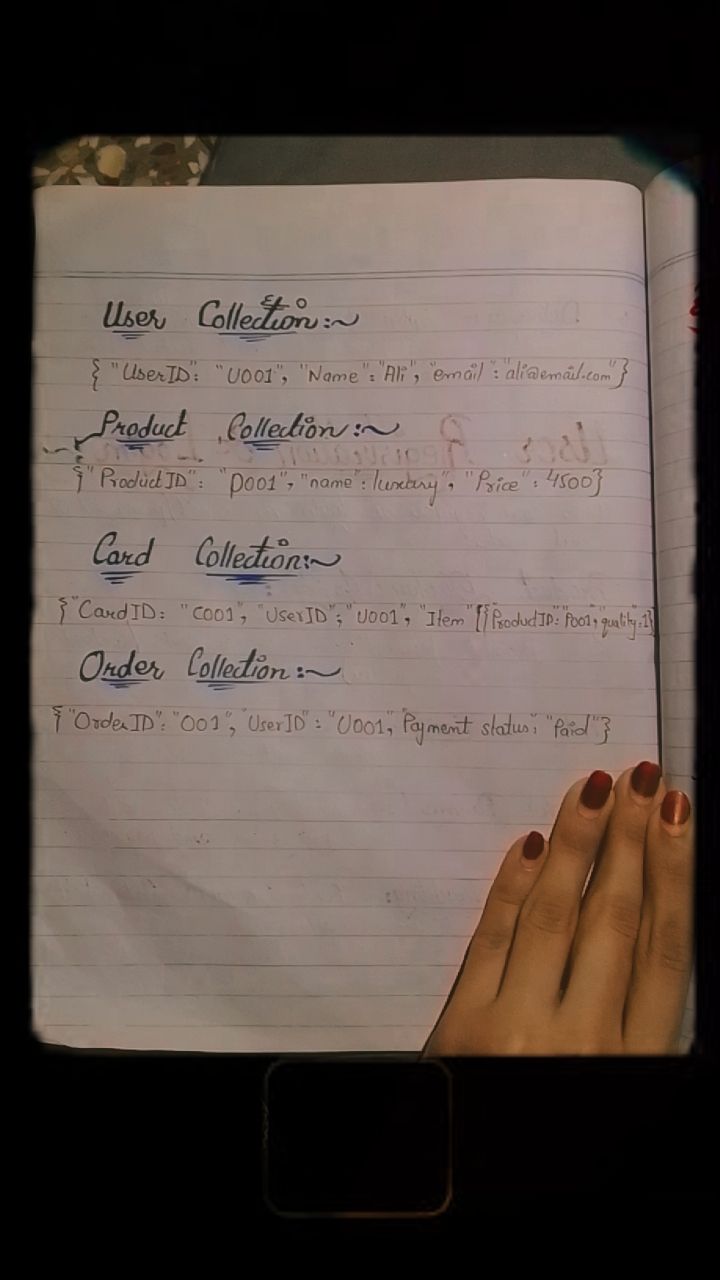 User Collection:~
{ "UserID": "U001", "Name": "Ali", "email": "ali@email.com" }
Product Collection:~
{"ProductID": "P001", "name": luxury", "Price": 4500}
Card Collection:~
{"CardID: "C001", "UserID"; "U001", "Item"[{ProductID:"P001, quality:1}
Order Collection:~
{"OrderID": "O01", UserID": "U001, Payment status: "Paid"}